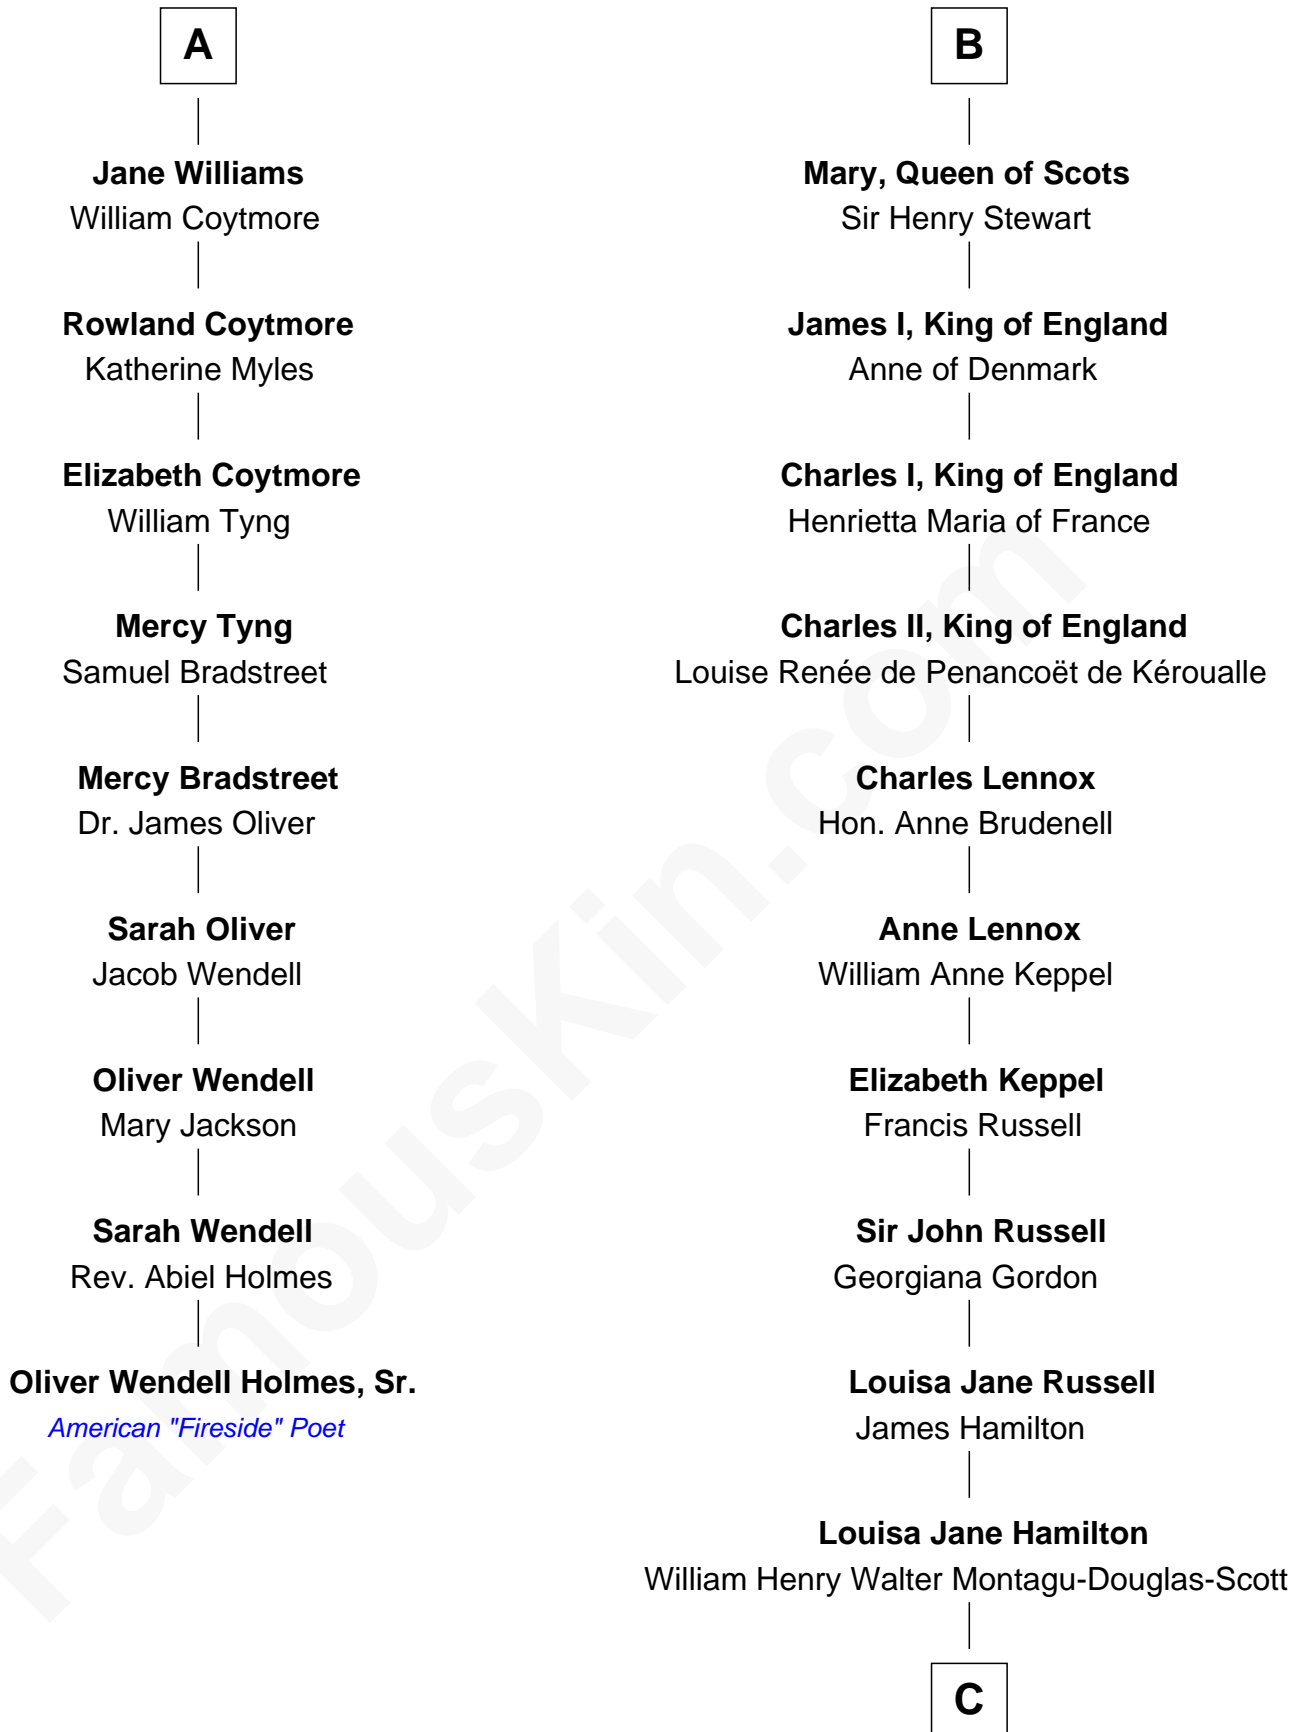 A
Jane Williams
William Coytmore
Rowland Coytmore
Katherine Myles
Elizabeth Coytmore
William Tyng
Mercy Tyng
Samuel Bradstreet
Mercy Bradstreet
Dr. James Oliver
Sarah Oliver
Jacob Wendell
Oliver Wendell
Mary Jackson
Sarah Wendell
Rev. Abiel Holmes
Oliver Wendell Holmes, Sr.
American "Fireside" Poet
B
Mary, Queen of Scots
Sir Henry Stewart
James I, King of England
Anne of Denmark
Charles I, King of England
Henrietta Maria of France
Charles II, King of England
Louise Renée de Penancoët de Kéroualle
Charles Lennox
Hon. Anne Brudenell
Anne Lennox
William Anne Keppel
Elizabeth Keppel
Francis Russell
Sir John Russell
Georgiana Gordon
Louisa Jane Russell
James Hamilton
Louisa Jane Hamilton
William Henry Walter Montagu-Douglas-Scott
C
FamousKin.com